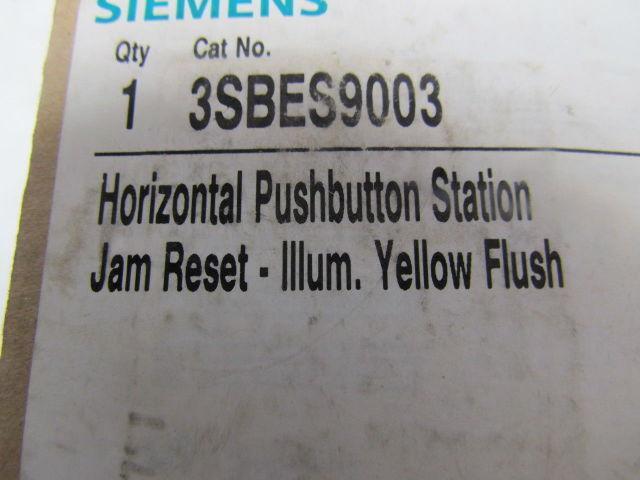 SIEMENS
Qty Cat No.
1 3SBES9003
Horizontal Pushbutton Station
Jam Reset - Illum. Yellow Flush